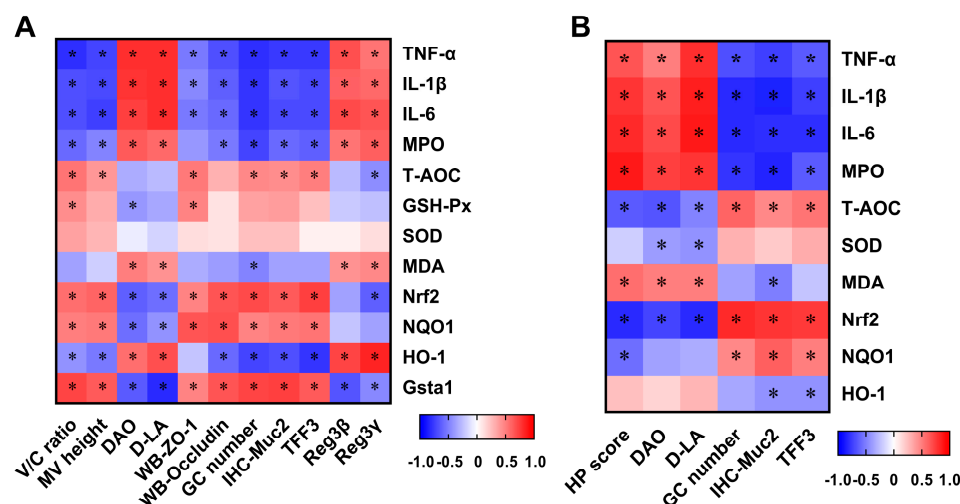 A
TNF-α
IL-1β
IL-6
MPO
T-AOC
GSH-Px
SOD
MDA
Nrf2
NQO1
HO-1
Gsta1
V/C ratio
MV height
DAO
D-LA
WB-ZO-1
WB-Occludin
GC number
IHC-Muc2
TFF3
Reg3β
Reg3γ
-1.0 -0.5 0 0.5 1.0
B
TNF-α
IL-1β
IL-6
MPO
T-AOC
SOD
MDA
Nrf2
NQO1
HO-1
HP score
DAO
D-LA
GC number
IHC-Muc2
TFF3
-1.0 -0.5 0 0.5 1.0